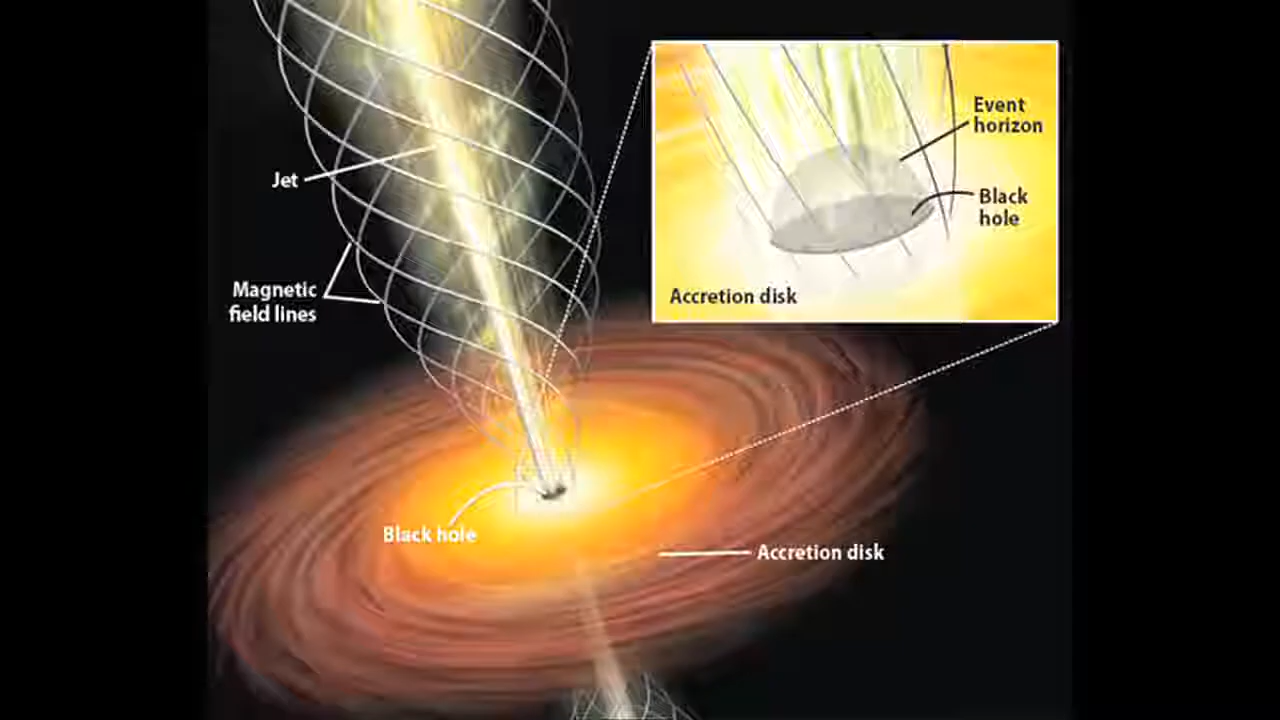 Event
horizon
Black
hole
Accretion disk
Jet
Magnetic
field lines
Black hole
Accretion disk